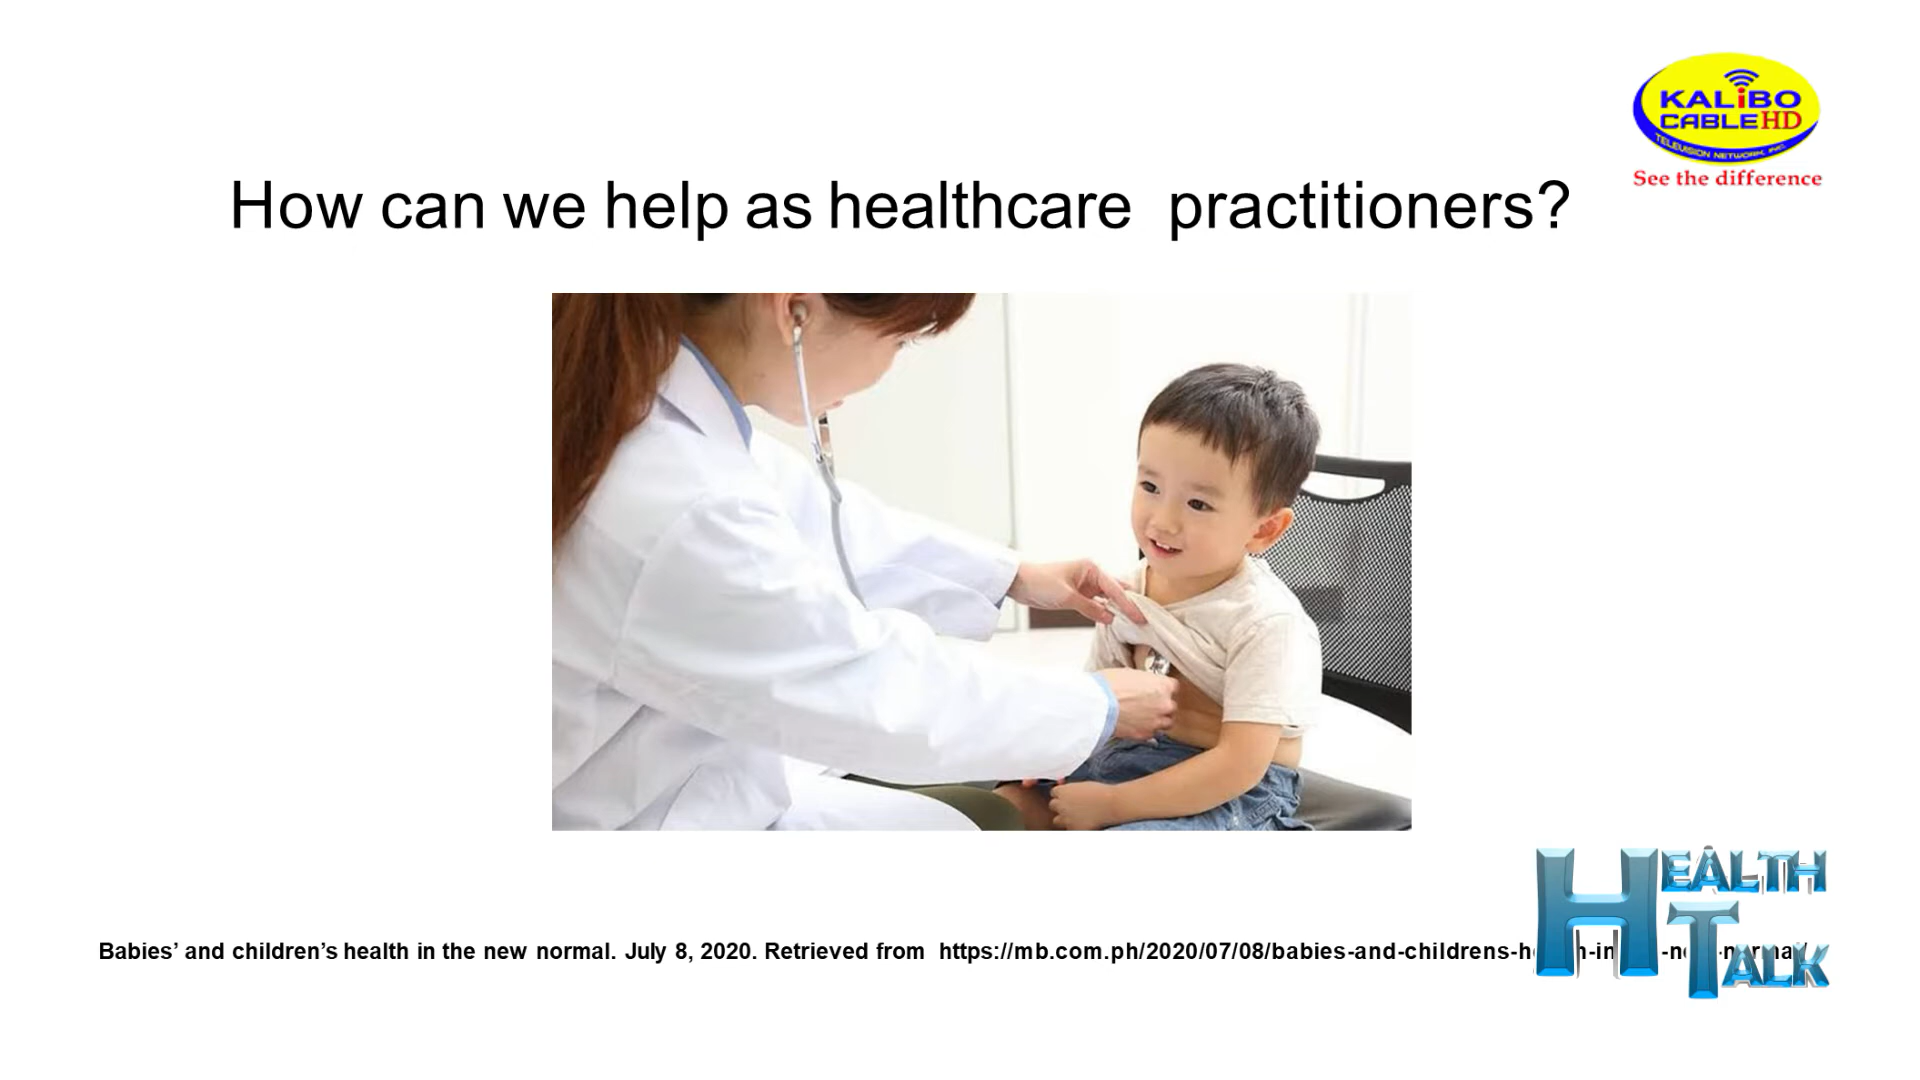 KALiBO
CABLE HD
TELEVISION NETWORK, INC.
See the difference
How can we help as healthcare practitioners?
Babies' and children's health in the new normal. July 8, 2020. Retrieved from https://mb.com.ph/2020/07/08/babies-and-childrens-h
HEALTH
TALK